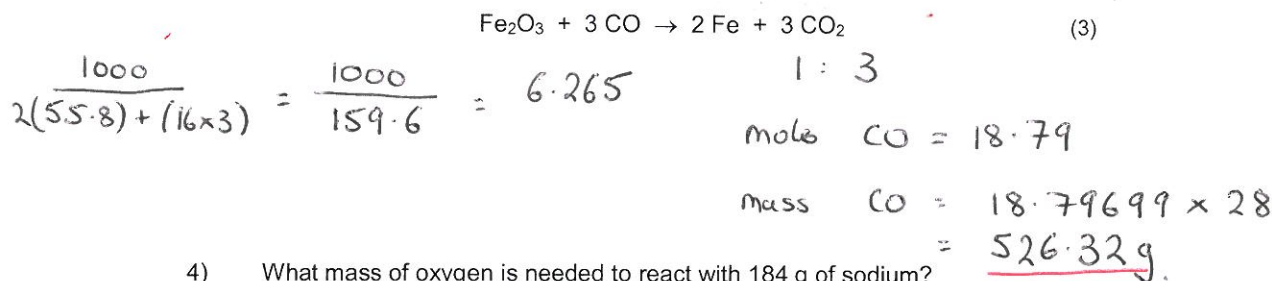 Fe₂O₃ + 3 CO → 2 Fe + 3 CO₂ (3)
1000 / 2(55.8) + (16×3) = 1000 / 159.6 = 6.265
1 : 3
moles CO = 18.79
mass CO = 18.79699 × 28
= 526.32g.
4) What mass of oxygen is needed to react with 184 g of sodium?